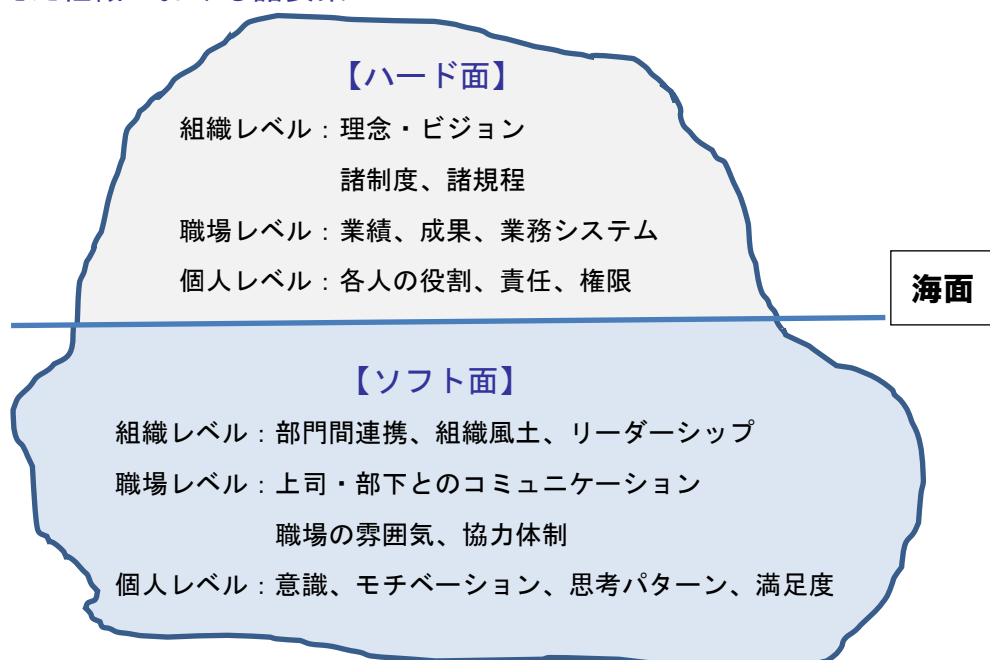 【ハード面】
組織レベル：理念・ビジョン
諸制度、諸規程
職場レベル：業績、成果、業務システム
個人レベル：各人の役割、責任、権限
海面
【ソフト面】
組織レベル：部門間連携、組織風土、リーダーシップ
職場レベル：上司・部下とのコミュニケーション
職場の雰囲気、協力体制
個人レベル：意識、モチベーション、思考パターン、満足度